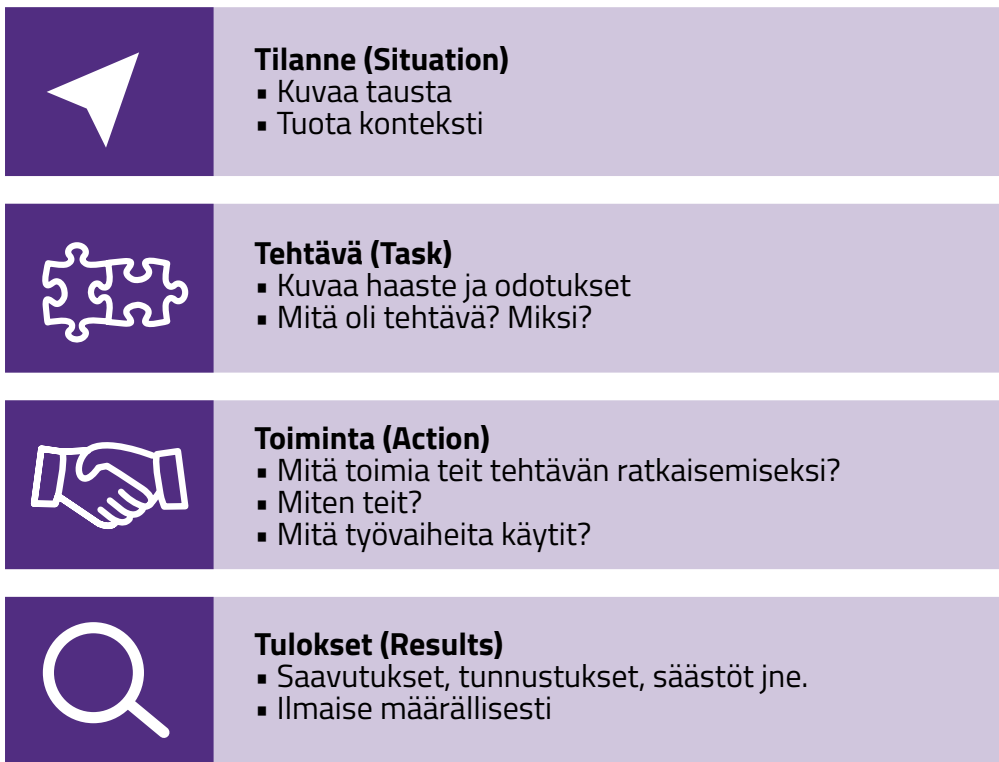 Tilanne (Situation)
▪ Kuvaa tausta
▪ Tuota konteksti
Tehtävä (Task)
▪ Kuvaa haaste ja odotukset
▪ Mitä oli tehtävä? Miksi?
Toiminta (Action)
▪ Mitä toimia teit tehtävän ratkaisemiseksi?
▪ Miten teit?
▪ Mitä työvaiheita käytit?
Tulokset (Results)
▪ Saavutukset, tunnustukset, säästöt jne.
▪ Ilmaise määrällisesti